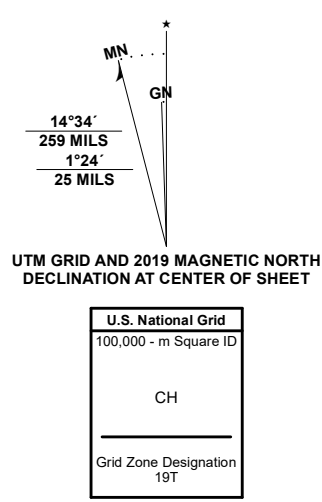 ★
MN
GN
14°34´
259 MILS
1°24´
25 MILS
UTM GRID AND 2019 MAGNETIC NORTH
DECLINATION AT CENTER OF SHEET
U.S. National Grid
100,000 - m Square ID
CH
Grid Zone Designation
19T